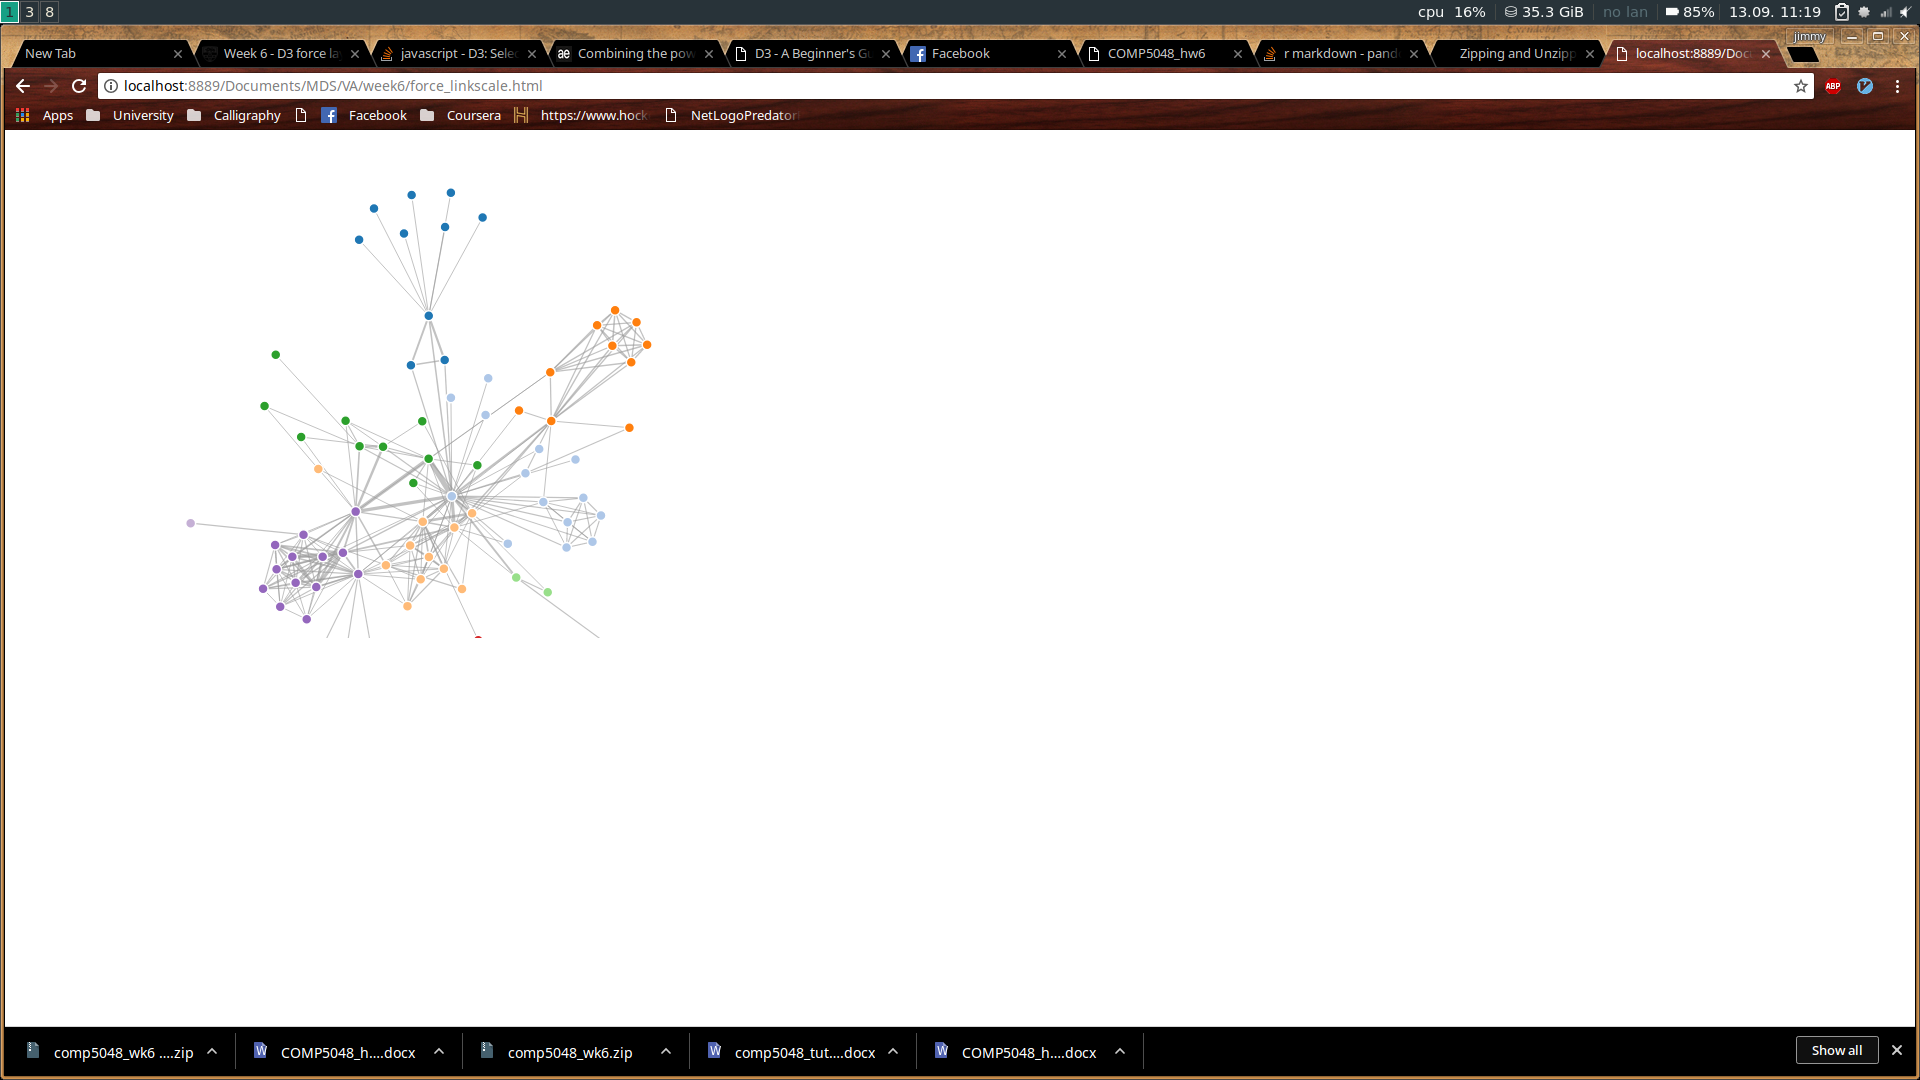 1 3 8 cpu 16% 35.3 GiB no lan 85% 13.09. 11:19
jimmy
New Tab Week 6 - D3 force la javascript - D3: Selec æ Combining the pow D3 - A Beginner's Gu Facebook COMP5048_hw6 r markdown - pand Zipping and Unzipp localhost:8889/Doc
localhost:8889/Documents/MDS/VA/week6/force_linkscale.html ABP
Apps University Calligraphy Facebook Coursera https://www.hock NetLogoPredator
comp5048_wk6 ....zip COMP5048_h....docx comp5048_wk6.zip comp5048_tut....docx COMP5048_h....docx Show all